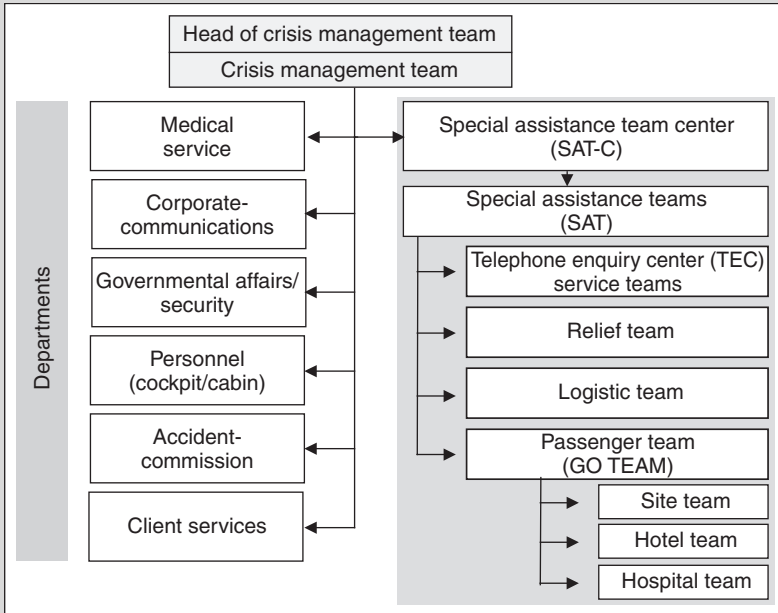 Head of crisis management team
Crisis management team
Departments
Medical
service
Corporate-
communications
Governmental affairs/
security
Personnel
(cockpit/cabin)
Accident-
commission
Client services
Special assistance team center
(SAT-C)
Special assistance teams
(SAT)
Telephone enquiry center (TEC)
service teams
Relief team
Logistic team
Passenger team
(GO TEAM)
Site team
Hotel team
Hospital team